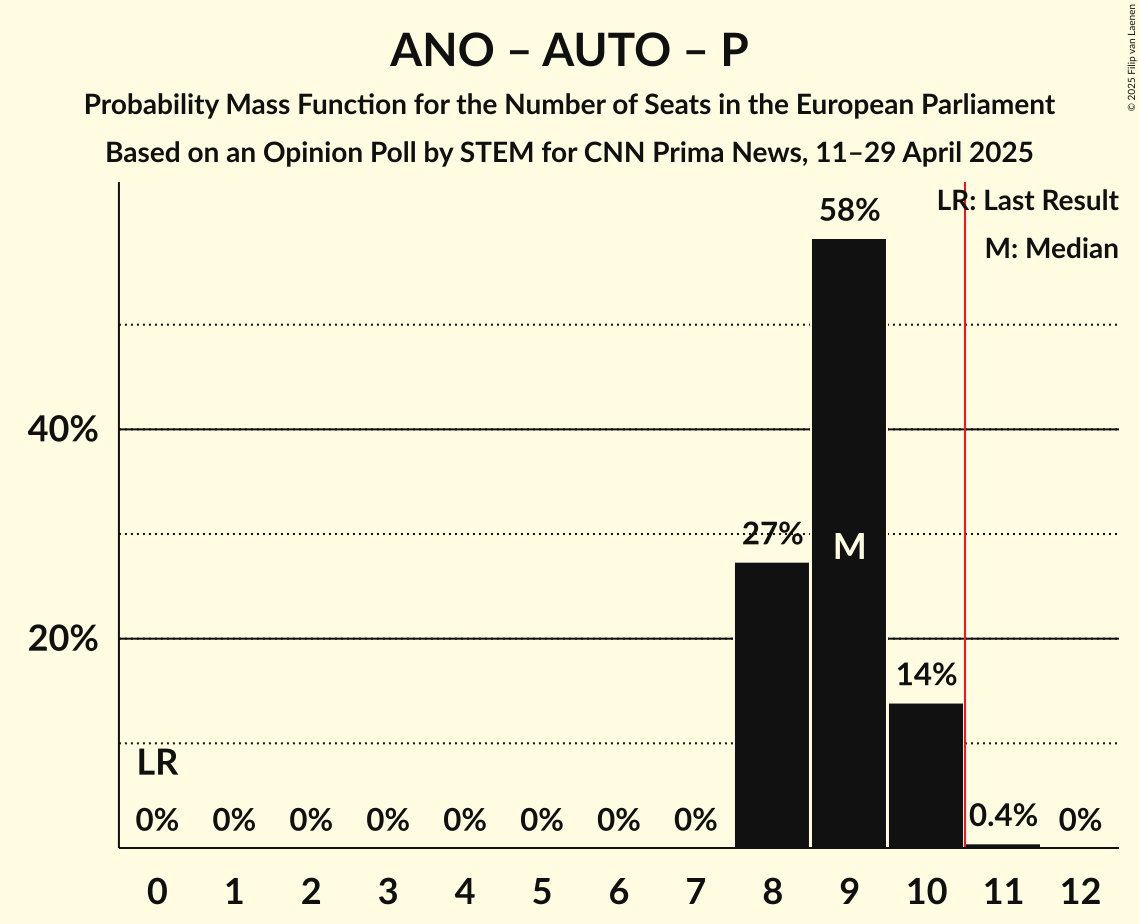 ANO – AUTO – P
Probability Mass Function for the Number of Seats in the European Parliament
Based on an Opinion Poll by STEM for CNN Prima News, 11–29 April 2025
© 2025 Filip van Laenen
LR: Last Result
M: Median
58%
40%
27%
M
20%
14%
LR
0% 0% 0% 0% 0% 0% 0% 0% 0.4% 0%
0 1 2 3 4 5 6 7 8 9 10 11 12